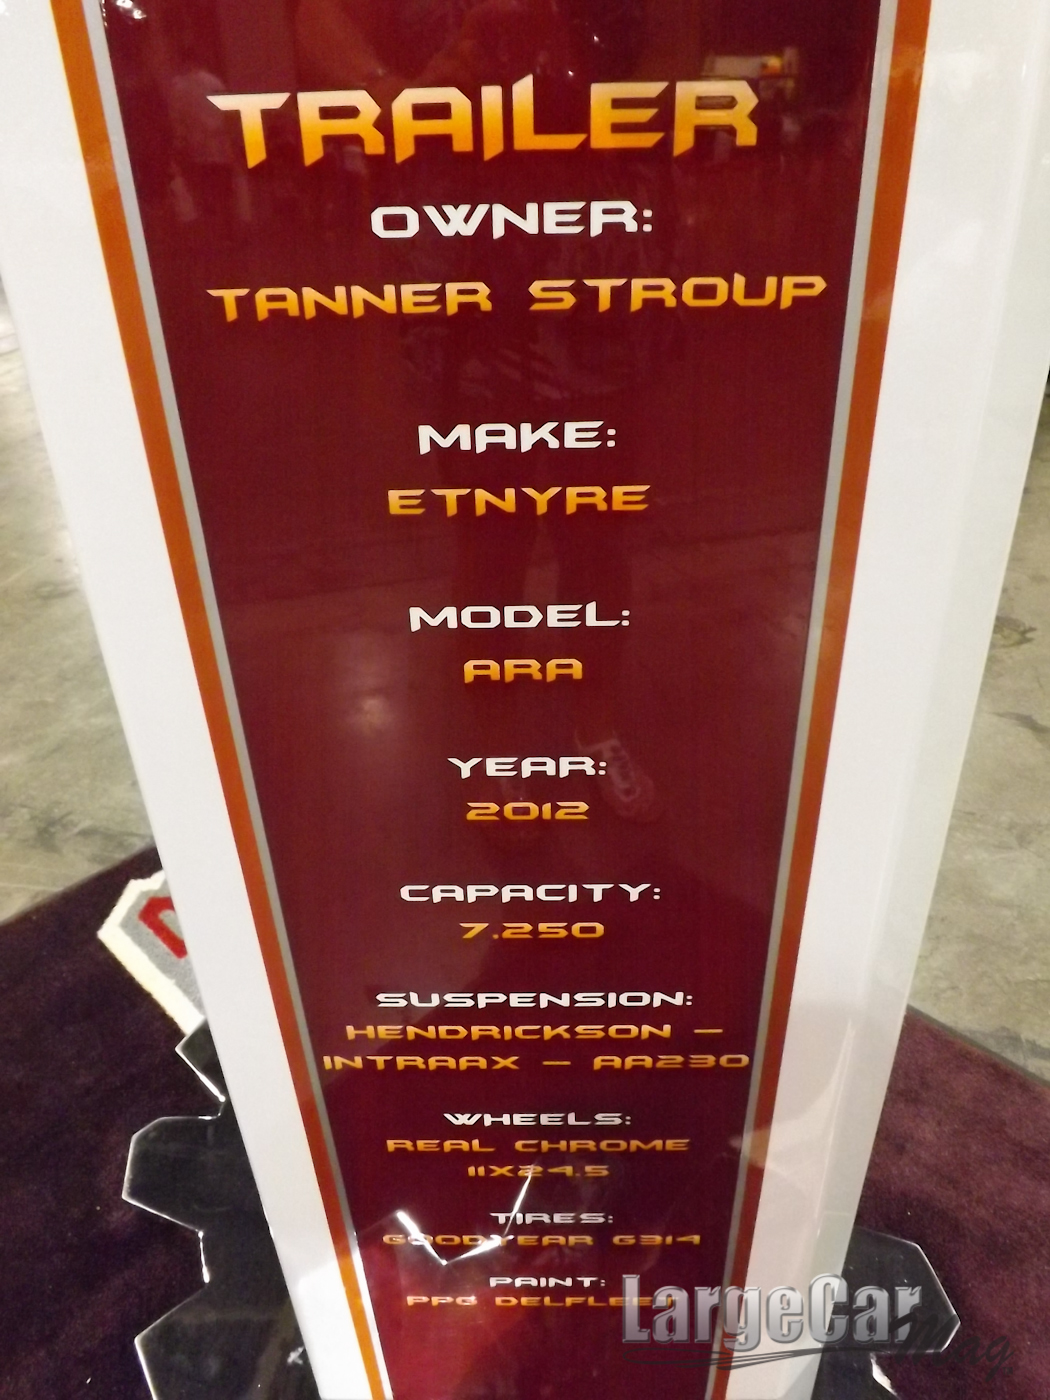 TRAILER
OWNER:
TANNER STROUP
MAKE:
ETNYRE
MODEL:
ARA
YEAR:
2012
CAPACITY:
7.250
SUSPENSION:
HENDRICKSON –
INTRAAX – AA230
WHEELS:
REAL CHROME
11X24.5
TIRES:
GOODYEAR G314
PAINT:
PPG
LargeCar
Mag